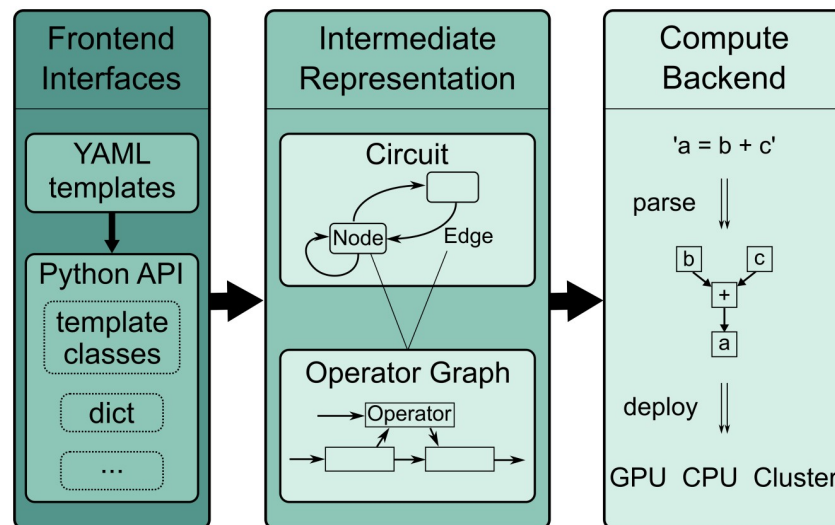 Frontend
Interfaces
YAML
templates
Python API
template
classes
dict
...
Intermediate
Representation
Circuit
Node
Edge
Operator Graph
Operator
Compute
Backend
'a = b + c'
parse
b c
+
a
deploy
GPU CPU Cluster